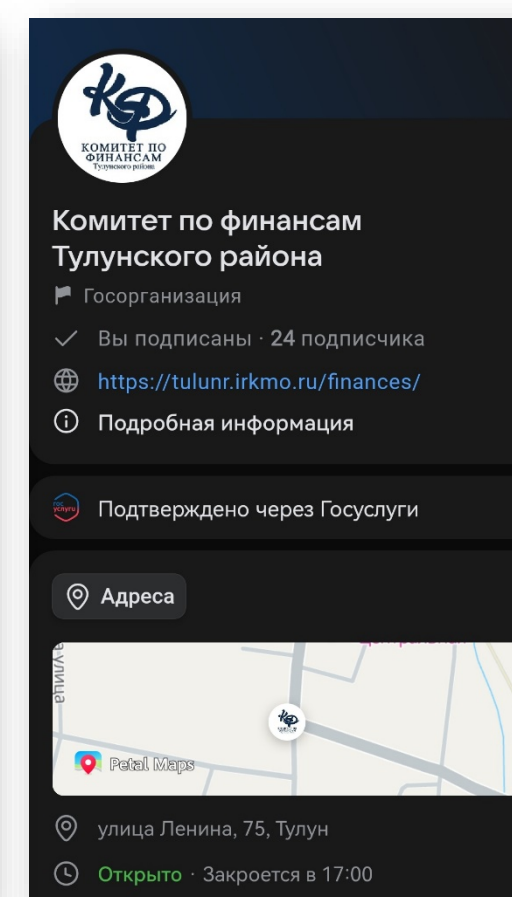 КФ
КОМИТЕТ ПО
ФИНАНСАМ
Тулунского района
Комитет по финансам
Тулунского района
Госорганизация
Вы подписаны · 24 подписчика
https://tulunr.irkmo.ru/finances/
Подробная информация
гос
услуги
Подтверждено через Госуслуги
Адреса
а улица
Petal Maps
улица Ленина, 75, Тулун
Открыто · Закроется в 17:00